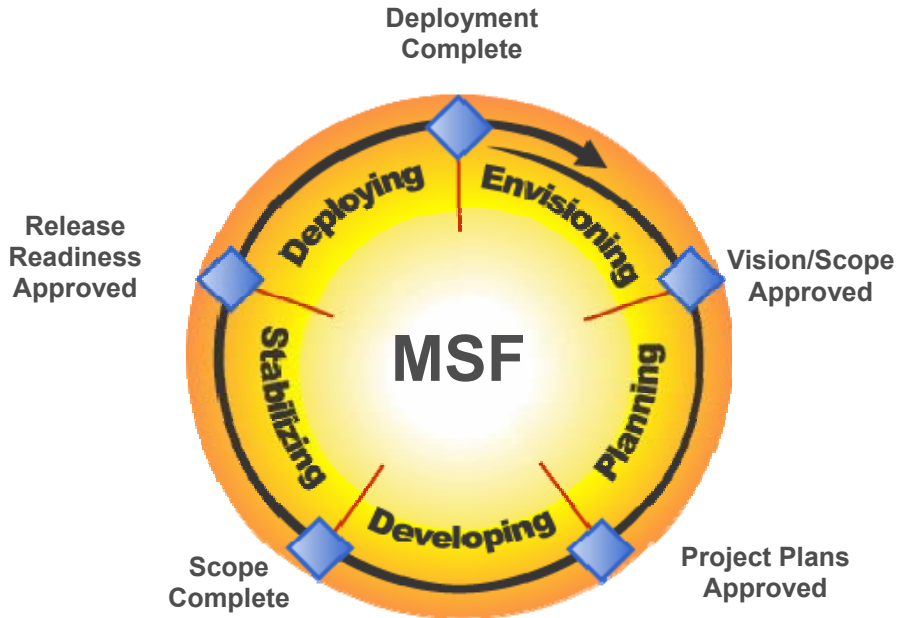 Deployment
Complete
Deploying
Envisioning
Release
Readiness
Approved
Vision/Scope
Approved
MSF
Stabilizing
Planning
Developing
Scope
Complete
Project Plans
Approved